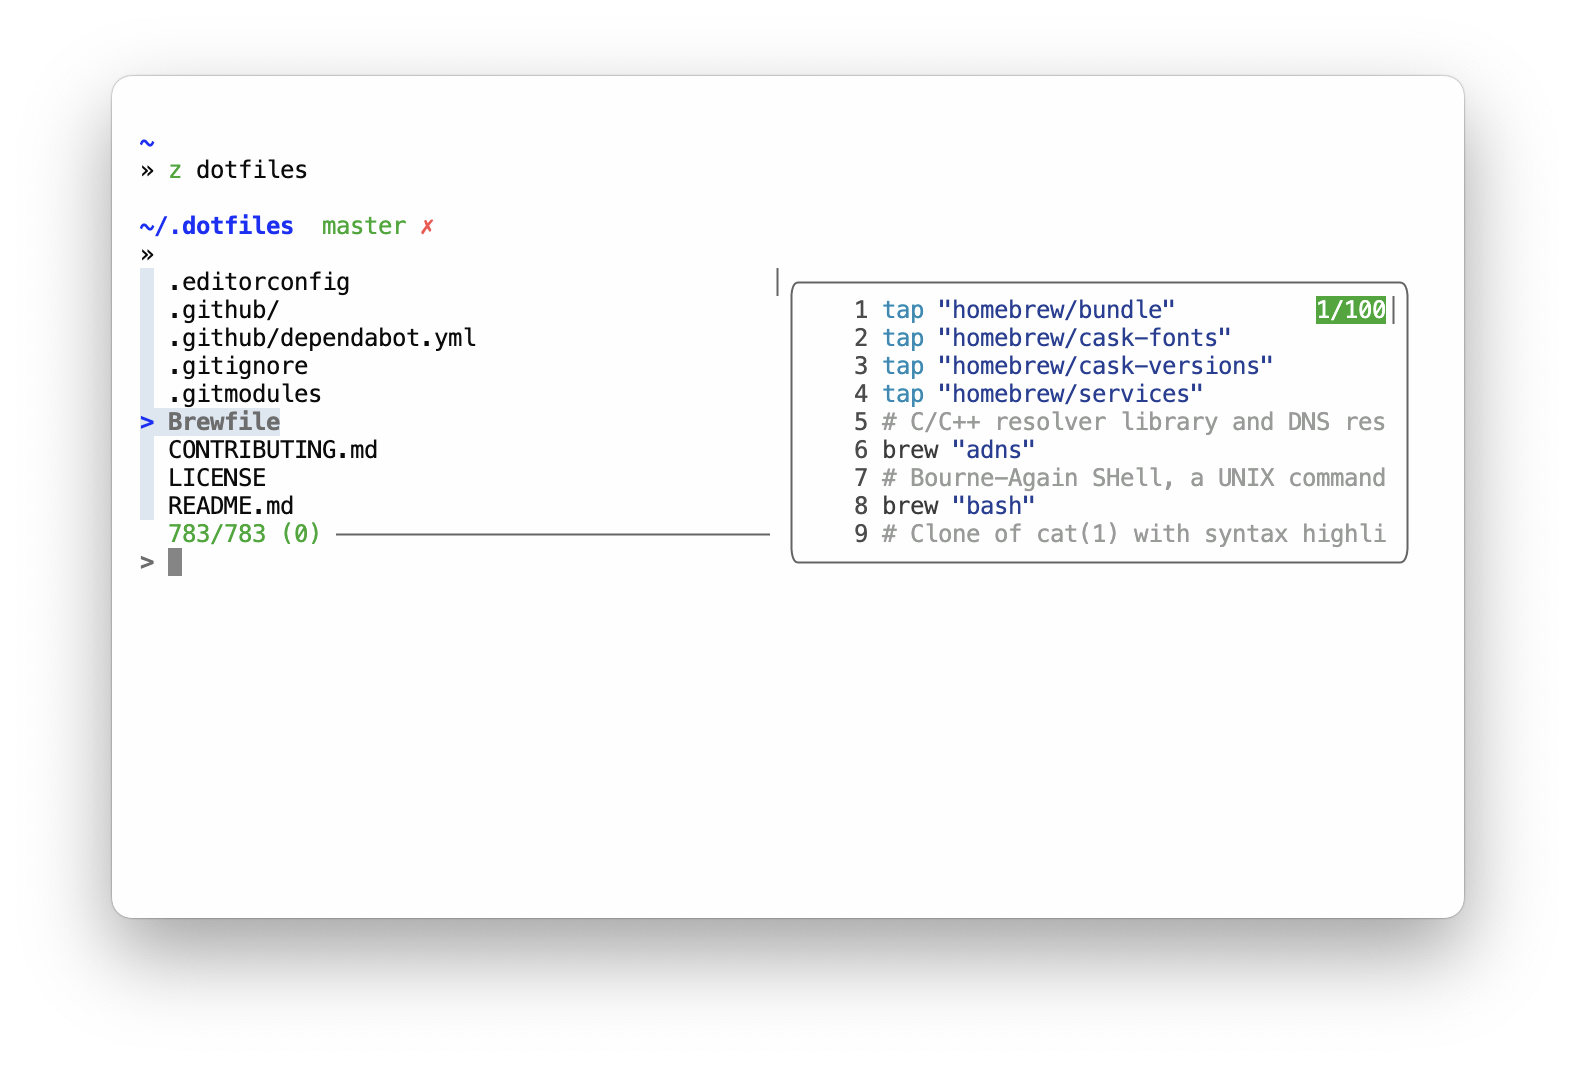 ~
» z dotfiles
~/.dotfiles  master ✗
»
.editorconfig
.github/
.github/dependabot.yml
.gitignore
.gitmodules
> Brewfile
CONTRIBUTING.md
LICENSE
README.md
783/783 (0)
>
1 tap "homebrew/bundle" 1/100
2 tap "homebrew/cask-fonts"
3 tap "homebrew/cask-versions"
4 tap "homebrew/services"
5 # C/C++ resolver library and DNS res
6 brew "adns"
7 # Bourne-Again SHell, a UNIX command
8 brew "bash"
9 # Clone of cat(1) with syntax highli